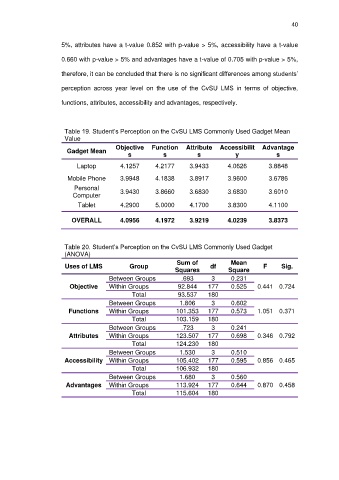 40
5%, attributes have a t-value 0.852 with p-value > 5%, accessibility have a t-value
0.660 with p-value > 5% and advantages have a t-value of 0.705 with p-value > 5%,
therefore, it can be concluded that there is no significant differences among students'
perception across year level on the use of the CvSU LMS in terms of objective,
functions, attributes, accessibility and advantages, respectively.
Table 19. Student's Perception on the CvSU LMS Commonly Used Gadget Mean
Value
Gadget Mean Objective s Function s Attribute s Accessibilit y Advantage s
Laptop 4.1257 4.2177 3.9433 4.0626 3.8848
Mobile Phone 3.9948 4.1838 3.8917 3.9600 3.6786
Personal Computer 3.9430 3.8660 3.6830 3.6830 3.6010
Tablet 4.2900 5.0000 4.1700 3.8300 4.1100
OVERALL 4.0956 4.1972 3.9219 4.0239 3.8373
Table 20. Student's Perception on the CvSU LMS Commonly Used Gadget
(ANOVA)
Uses of LMS Group Sum of Squares df Mean Square F Sig.
Objective Between Groups .693 3 0.231 0.441 0.724
Within Groups 92.844 177 0.525
Total 93.537 180
Functions Between Groups 1.806 3 0.602 1.051 0.371
Within Groups 101.353 177 0.573
Total 103.159 180
Attributes Between Groups .723 3 0.241 0.346 0.792
Within Groups 123.507 177 0.698
Total 124.230 180
Accessibility Between Groups 1.530 3 0.510 0.856 0.465
Within Groups 105.402 177 0.595
Total 106.932 180
Advantages Between Groups 1.680 3 0.560 0.870 0.458
Within Groups 113.924 177 0.644
Total 115.604 180